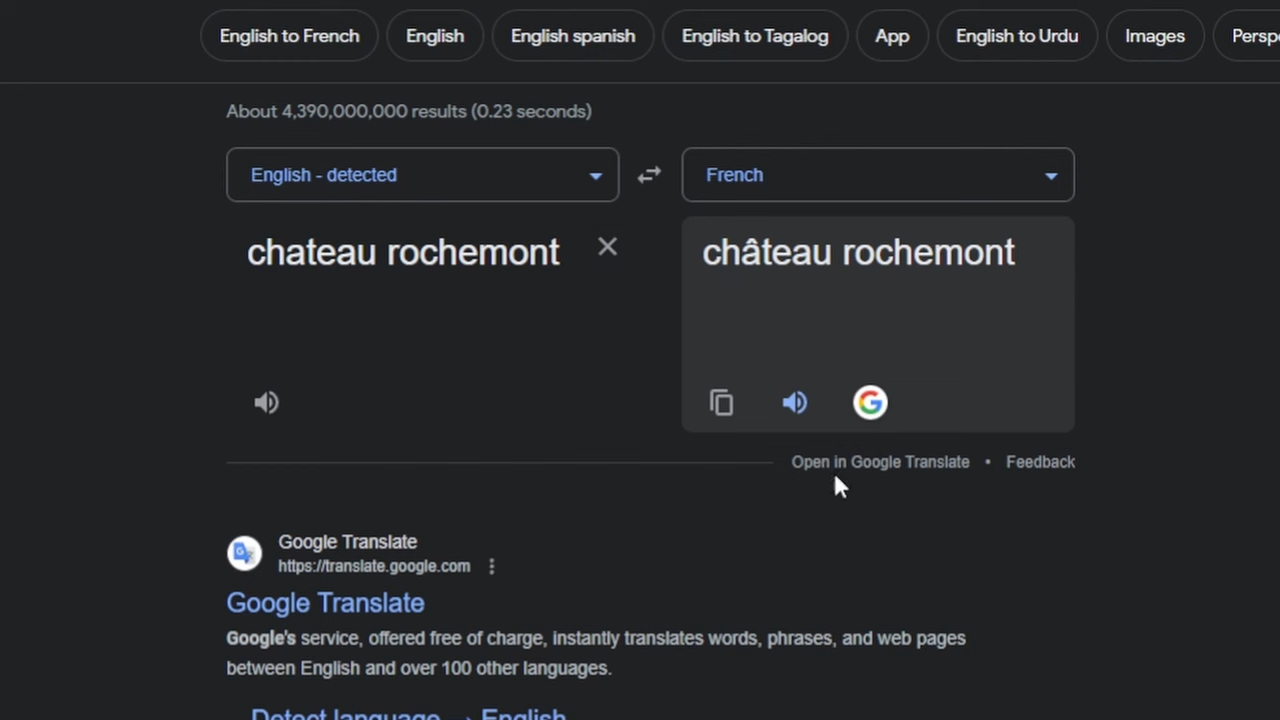 English to French English English spanish English to Tagalog App English to Urdu Images
About 4,390,000,000 results (0.23 seconds)
English - detected French
chateau rochemont château rochemont
Open in Google Translate • Feedback
Google Translate
https://translate.google.com
Google Translate
Google's service, offered free of charge, instantly translates words, phrases, and web pages
between English and over 100 other languages.
Detect language → English